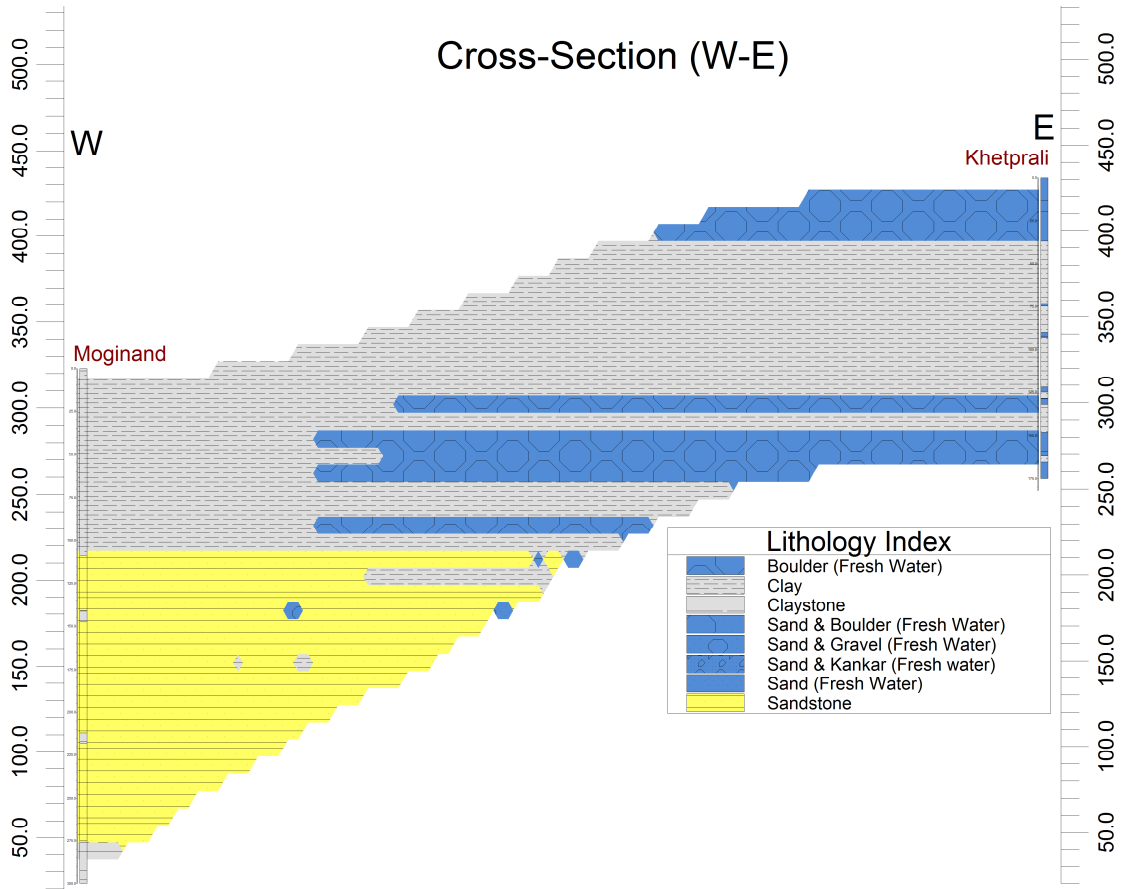 Cross-Section (W-E)
W
E
Moginand
Khetprali
500.0
450.0
400.0
350.0
300.0
250.0
200.0
150.0
100.0
50.0
500.0
450.0
400.0
350.0
300.0
250.0
200.0
150.0
100.0
50.0
Lithology Index
Boulder (Fresh Water)
Clay
Claystone
Sand & Boulder (Fresh Water)
Sand & Gravel (Fresh Water)
Sand & Kankar (Fresh water)
Sand (Fresh Water)
Sandstone